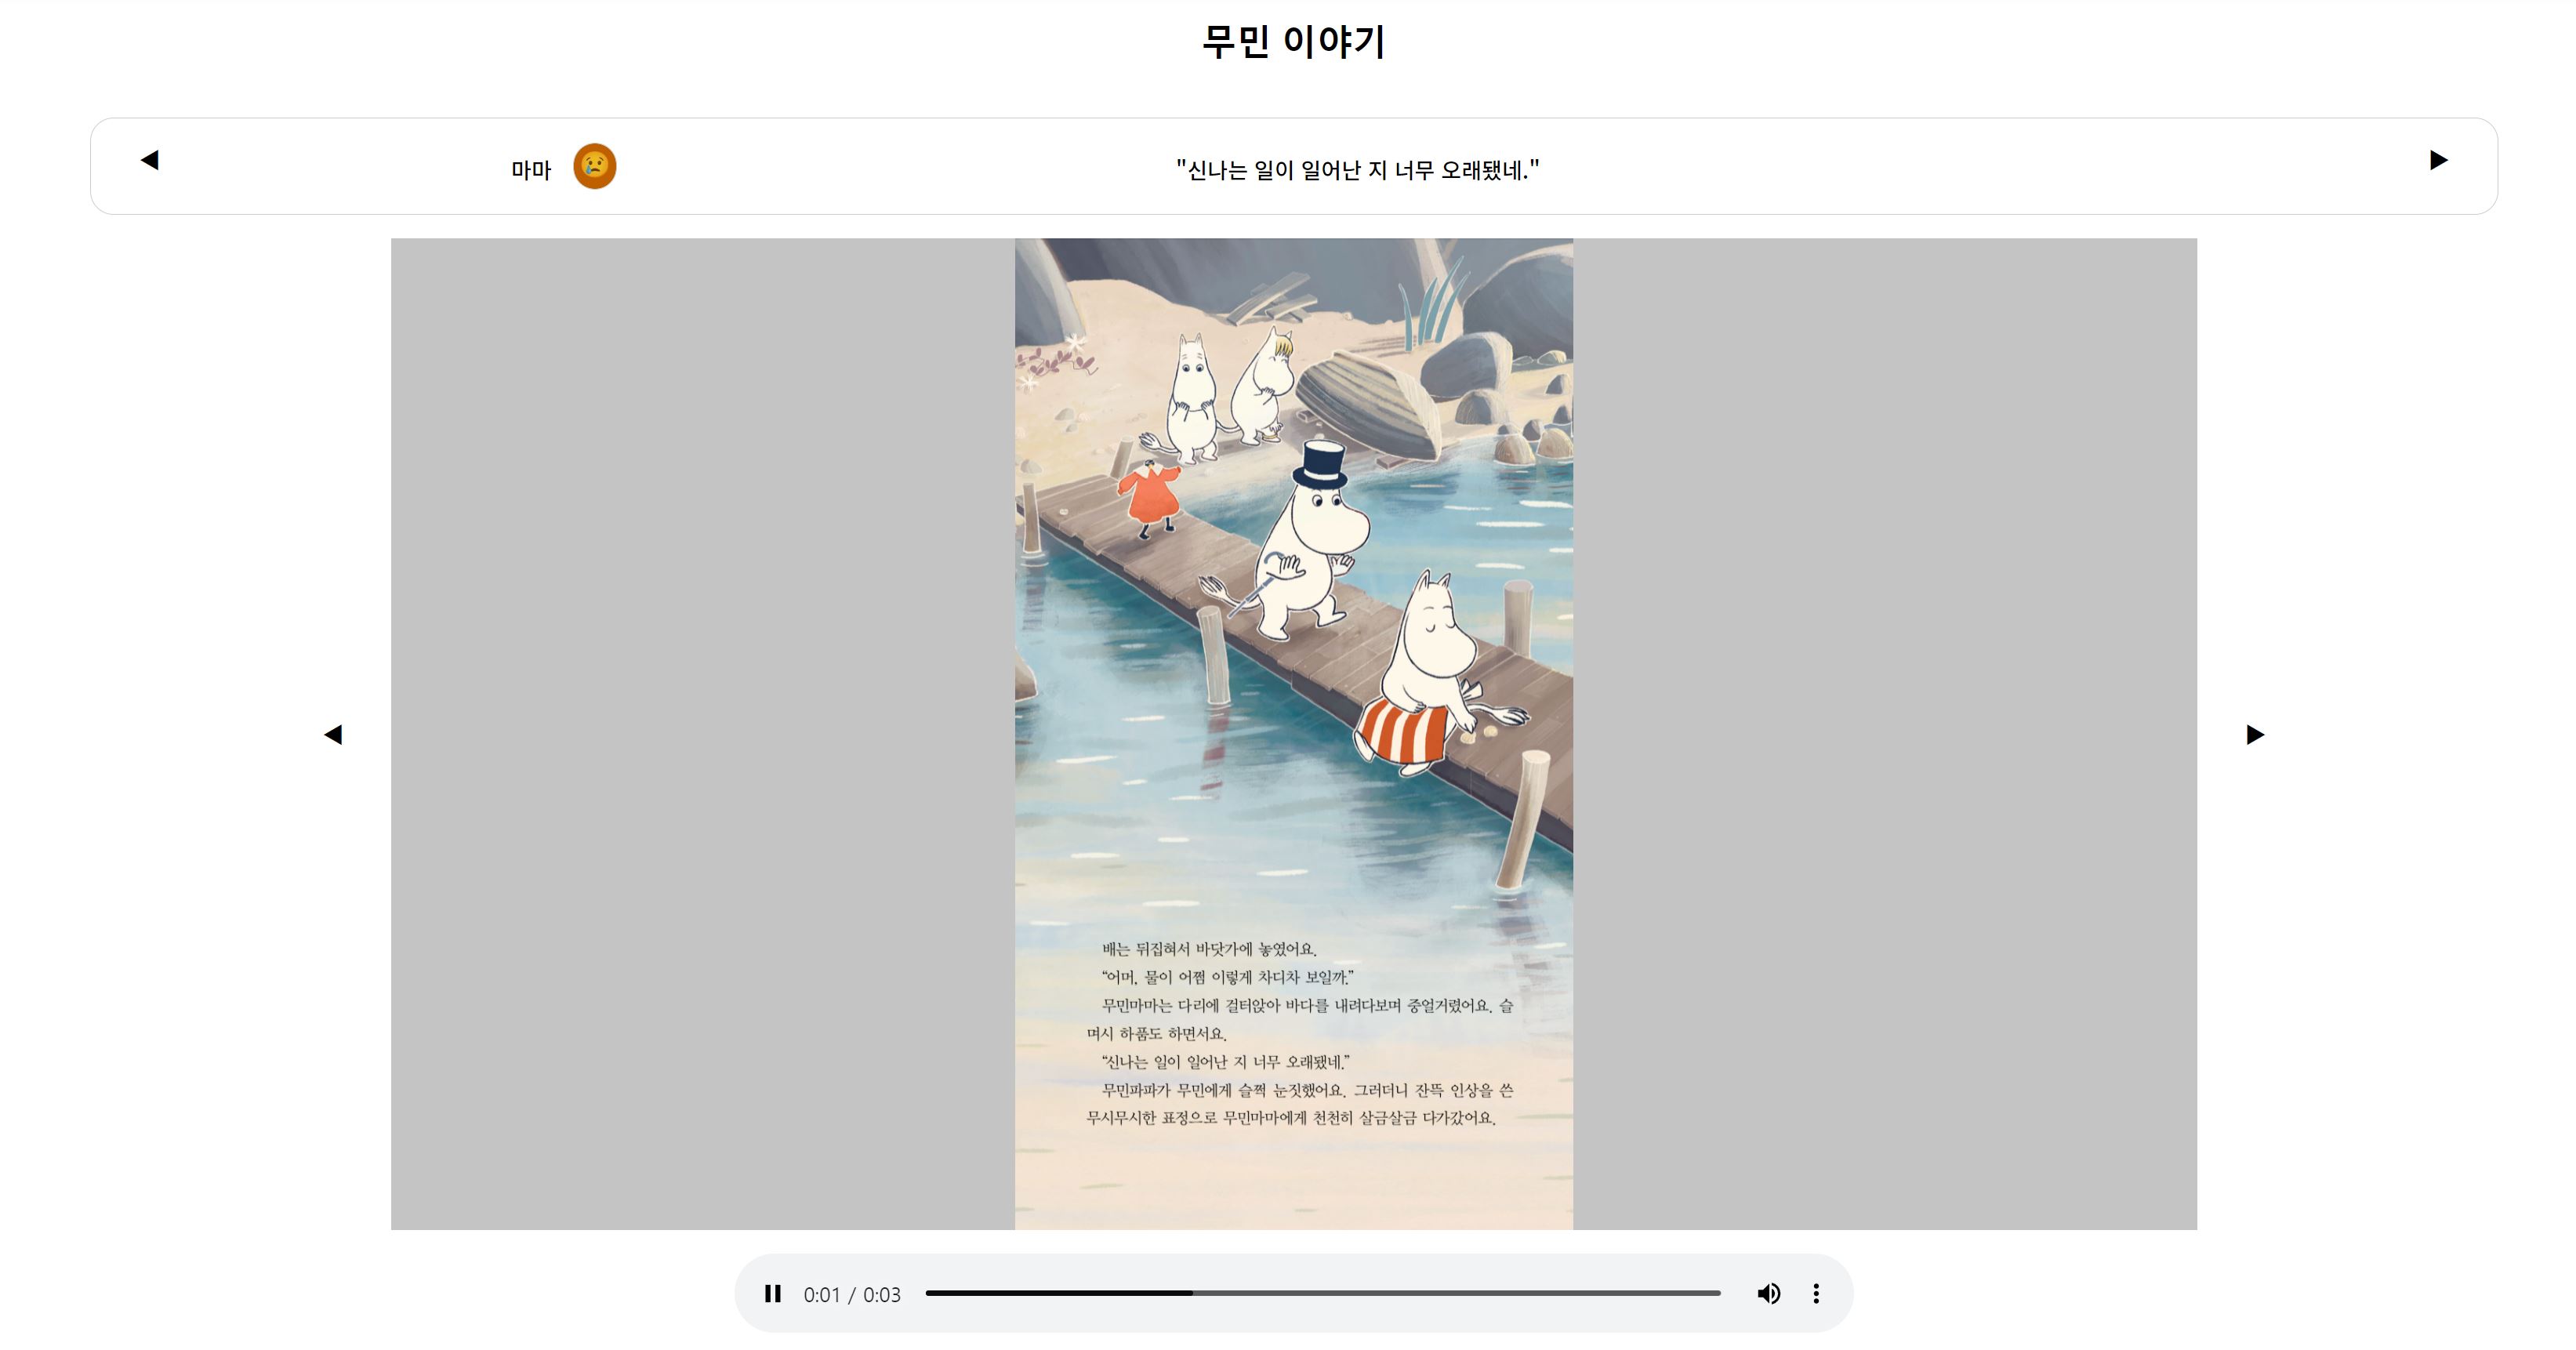 무민 이야기
마마
"신나는 일이 일어난 지 너무 오래됐네."
배는 뒤집혀서 바닷가에 놓였어요.
“어머, 물이 어쩜 이렇게 차디차 보일까.”
무민마마는 다리에 걸터앉아 바다를 내려다보며 중얼거렸어요. 슬
며시 하품도 하면서요.
“신나는 일이 일어난 지 너무 오래됐네.”
무민파파가 무민에게 슬쩍 눈짓했어요. 그러더니 잔뜩 인상을 쓴
무시무시한 표정으로 무민마마에게 천천히 살금살금 다가갔어요.
0:01 / 0:03